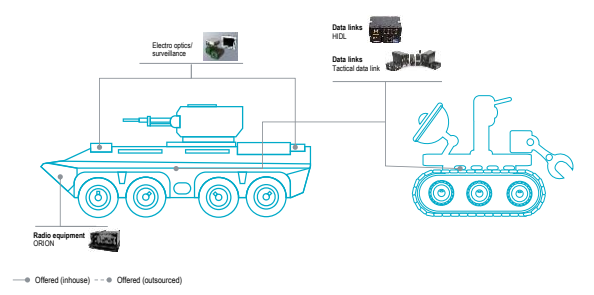 Electro optics/
surveillance
Data links
HIDL
Data links
Tactical data link
Radio equipment
ORION
Offered (inhouse)
Offered (outsourced)